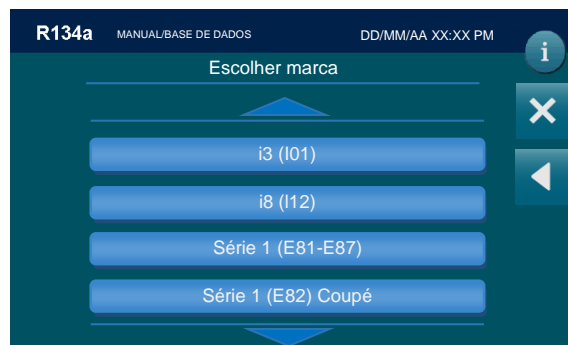 R134a MANUAL/BASE DE DADOS DD/MM/AA XX:XX PM
i
Escolher marca
i3 (I01)
i8 (I12)
Série 1 (E81-E87)
Série 1 (E82) Coupé